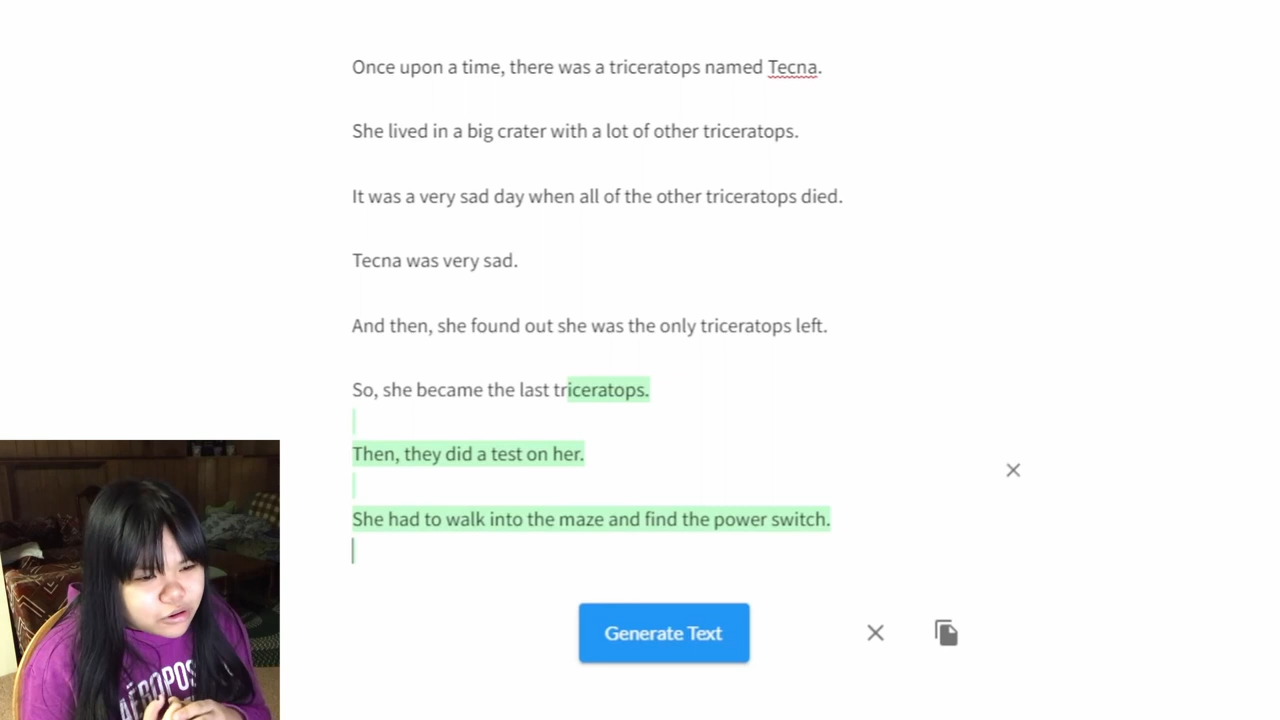 Once upon a time, there was a triceratops named Tecna.
She lived in a big crater with a lot of other triceratops.
It was a very sad day when all of the other triceratops died.
Tecna was very sad.
And then, she found out she was the only triceratops left.
So, she became the last triceratops.
Then, they did a test on her.
She had to walk into the maze and find the power switch.
Generate Text